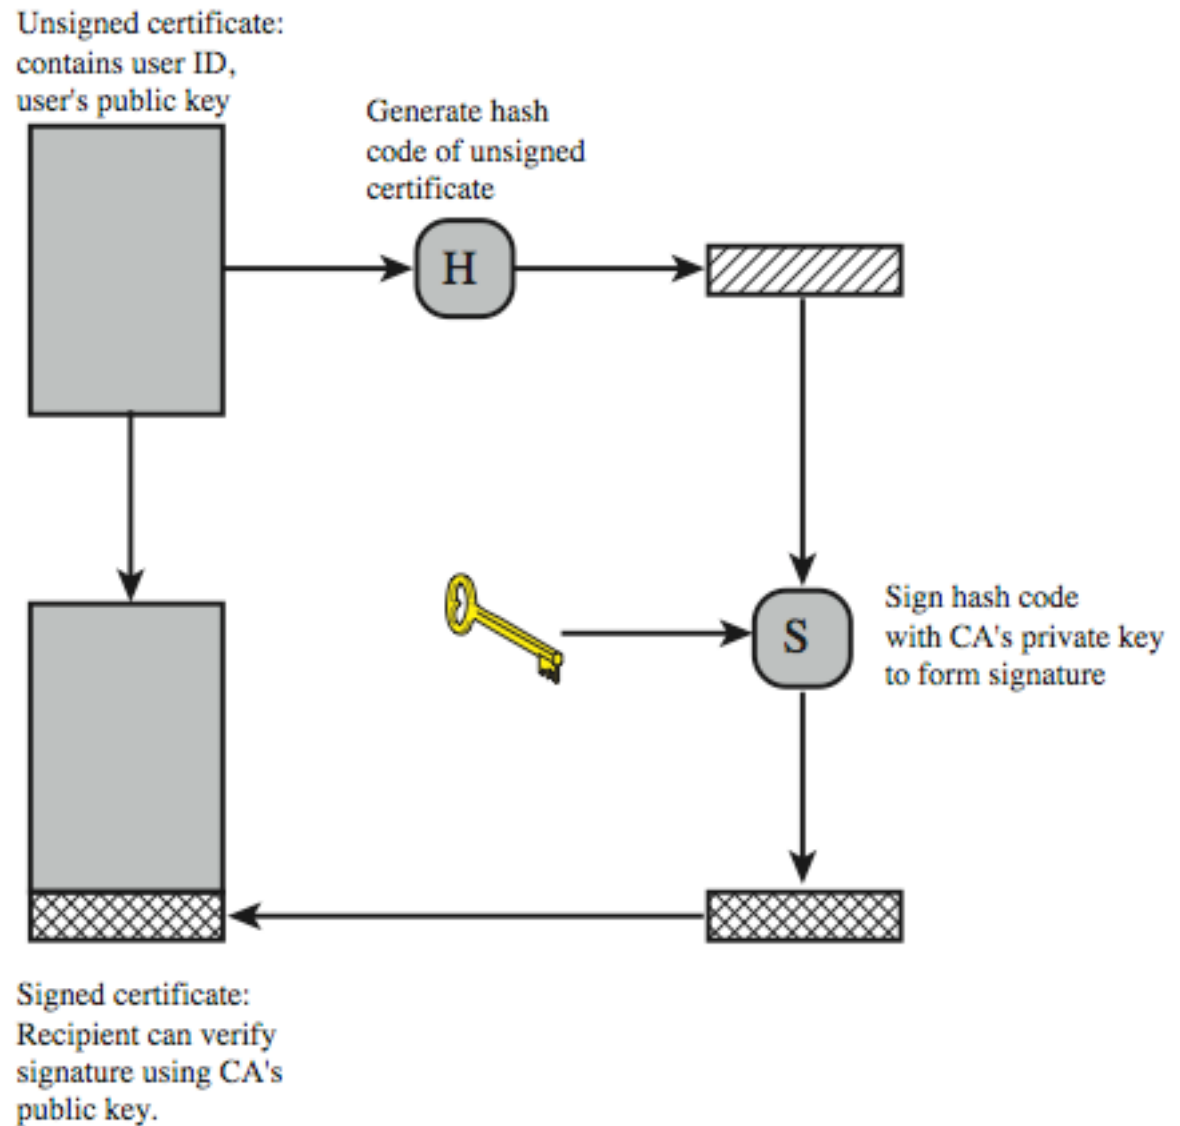 Unsigned certificate:
contains user ID,
user's public key
Generate hash
code of unsigned
certificate
H
Sign hash code
with CA's private key
to form signature
S
Signed certificate:
Recipient can verify
signature using CA's
public key.